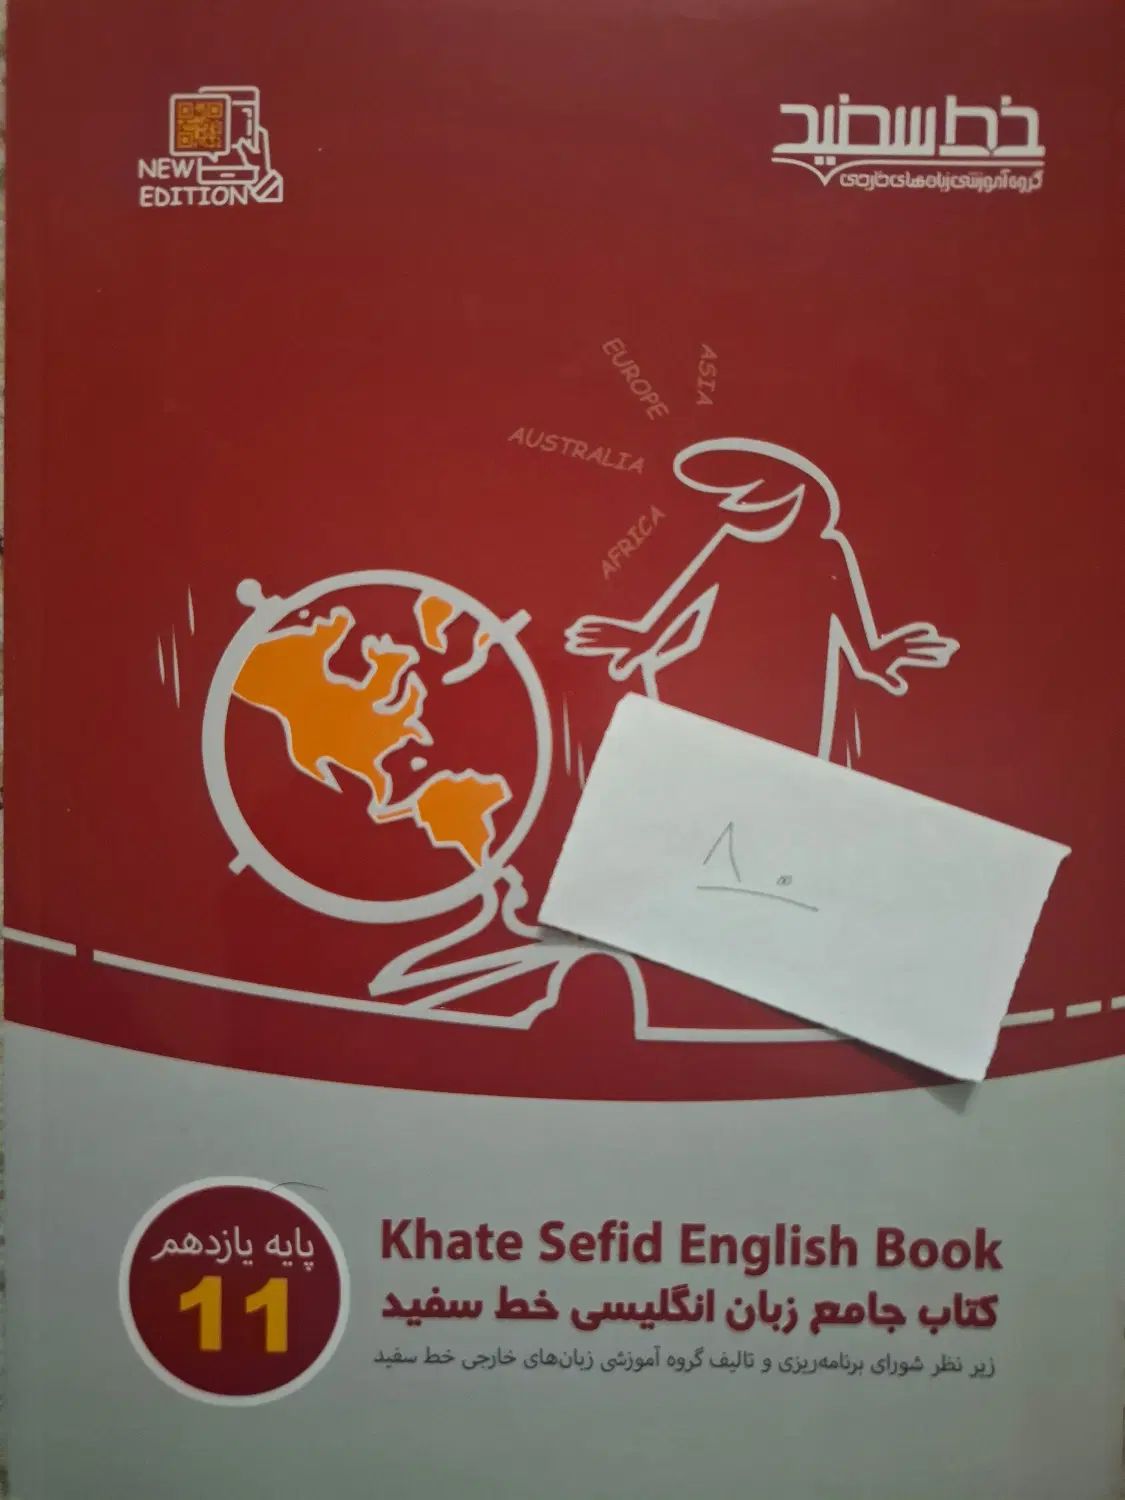 خط سفید
گروه آموزشی زبان‌های خارجی
NEW
EDITION
EUROPE
ASIA
AUSTRALIA
AFRICA
۸۰
پایه یازدهم
11
Khate Sefid English Book
کتاب جامع زبان انگلیسی خط سفید
زیر نظر شورای برنامه‌ریزی و تالیف گروه آموزشی زبان‌های خارجی خط سفید